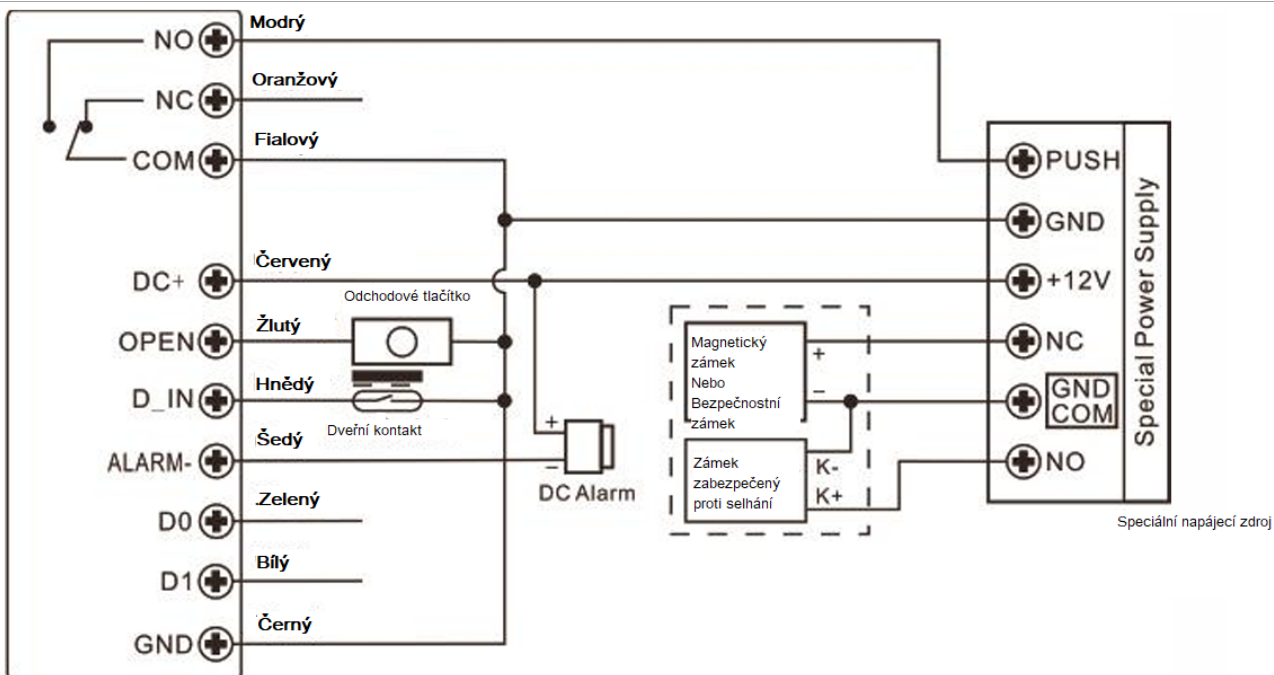 NO
Modrý
NC
Oranžový
COM
Fialový
DC+
Červený
OPEN
Žlutý
Odchodové tlačítko
D_IN
Hnědý
Dveřní kontakt
ALARM-
Šedý
+
–
DC Alarm
D0
.Zelený
D1
Bílý
GND
Černý
Magnetický
zámek
Nebo
Bezpečnostní
zámek
+
–
Zámek
zabezpečený
proti selhání
K-
K+
PUSH
GND
+12V
NC
GND
COM
NO
Special Power Supply
Speciální napájecí zdroj